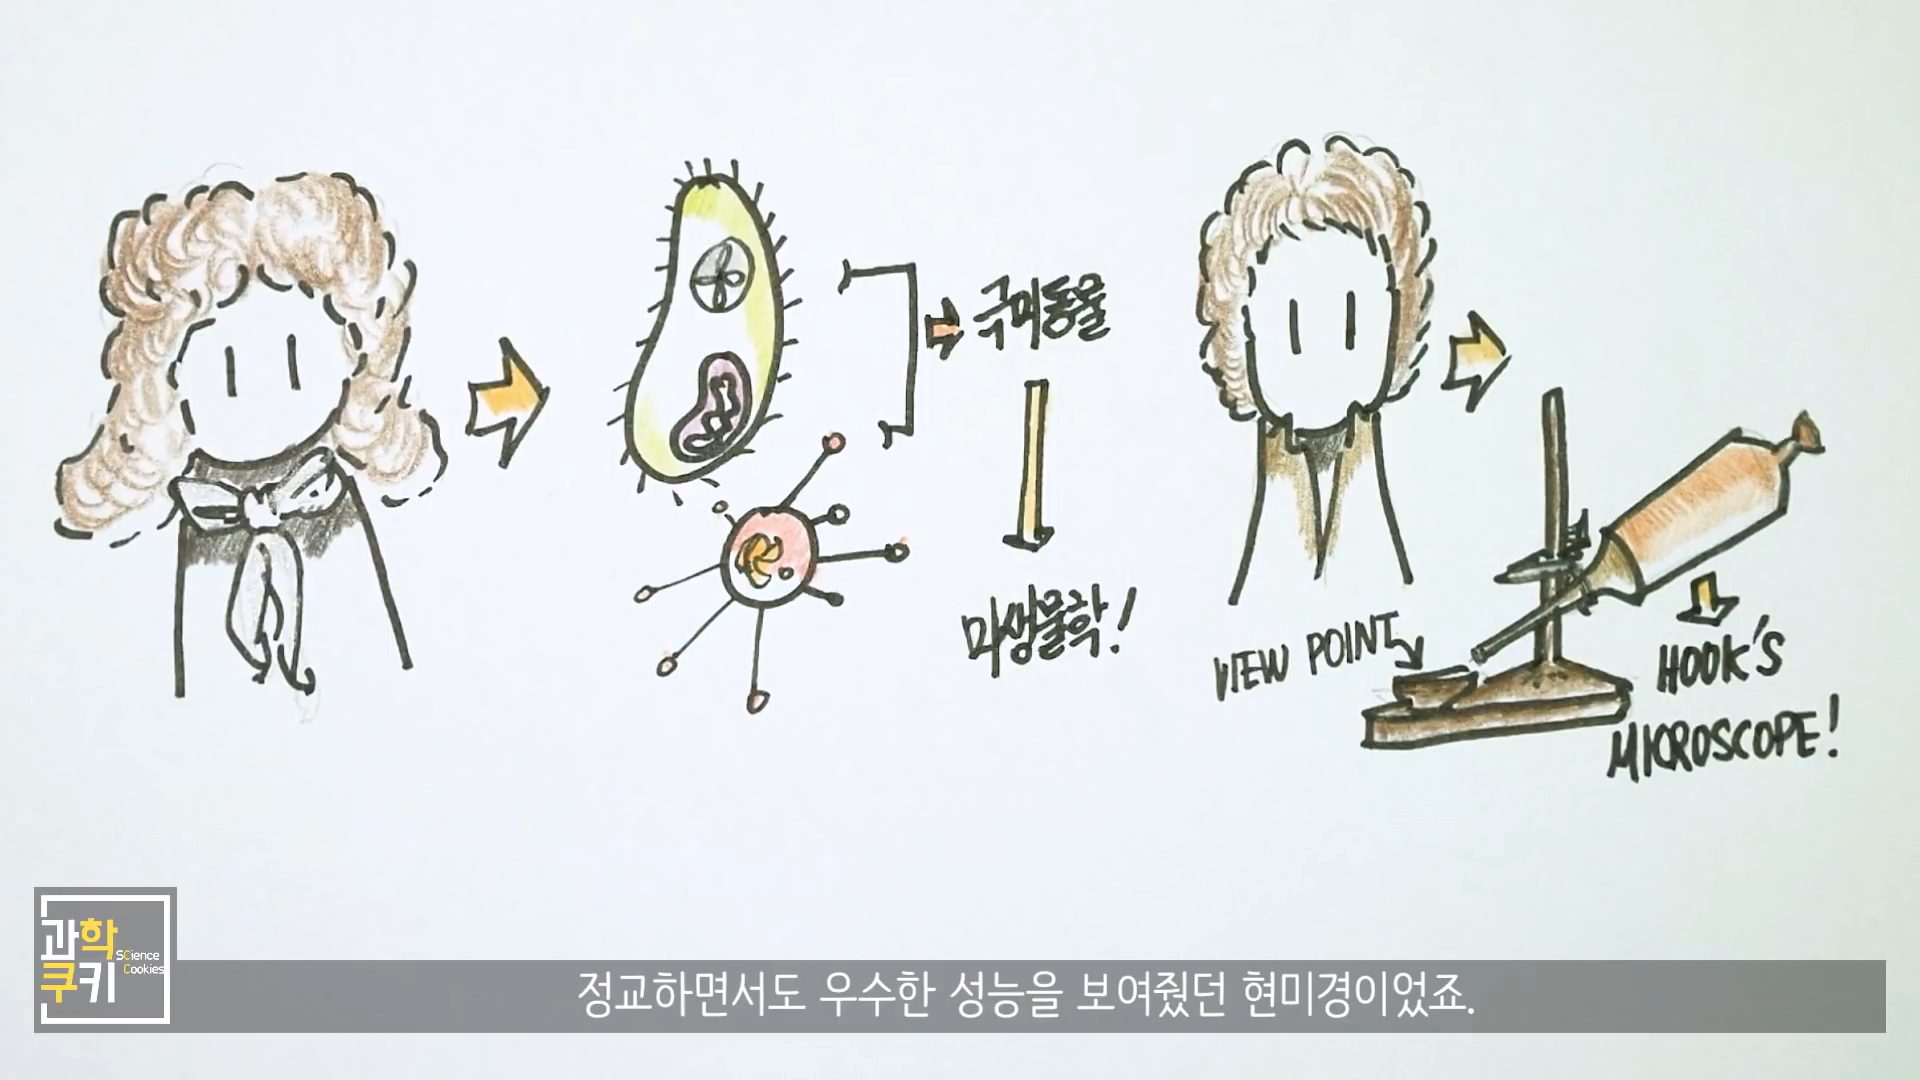 극미동물
미생물학!
VIEW POINT
HOOK'S
MICROSCOPE!
과학
쿠키
Science
Cookies
정교하면서도 우수한 성능을 보여줬던 현미경이었죠.